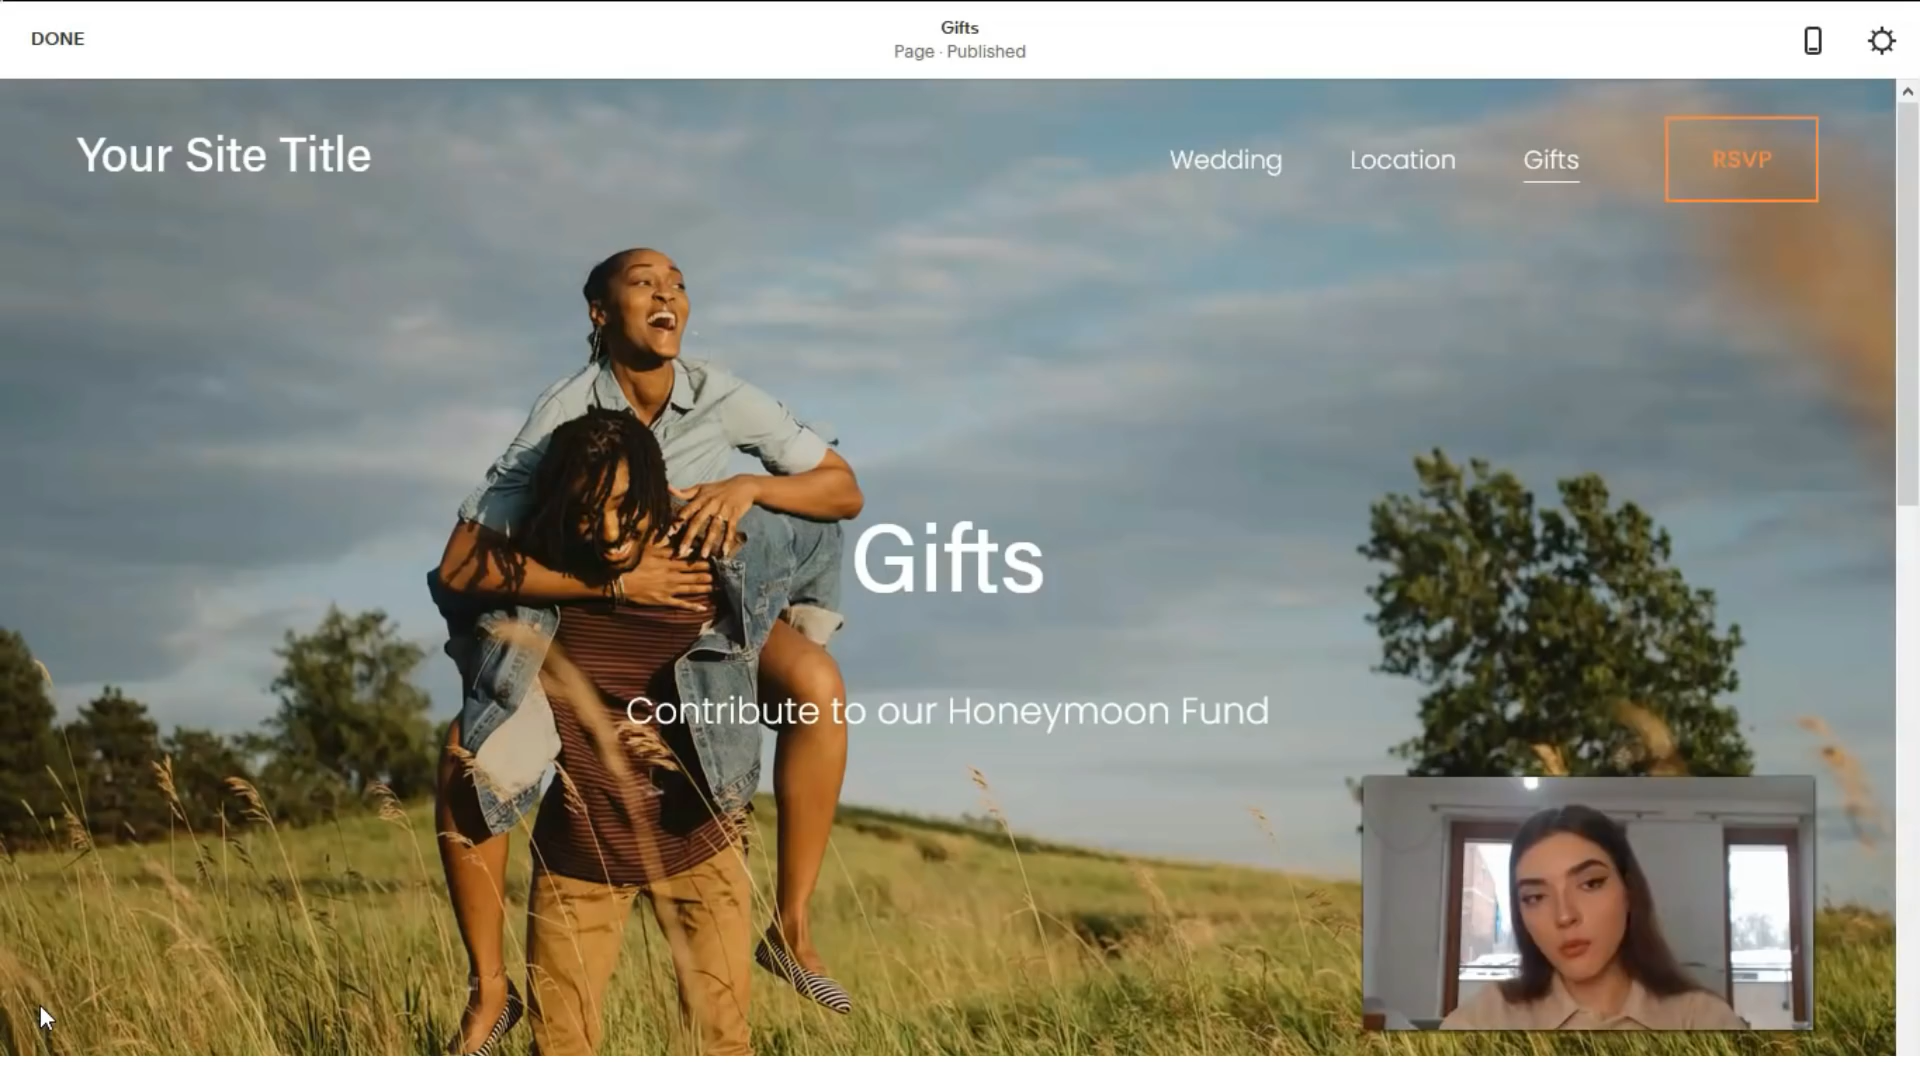 DONE
Gifts
Page · Published
Your Site Title
Wedding
Location
Gifts
RSVP
Gifts
Contribute to our Honeymoon Fund